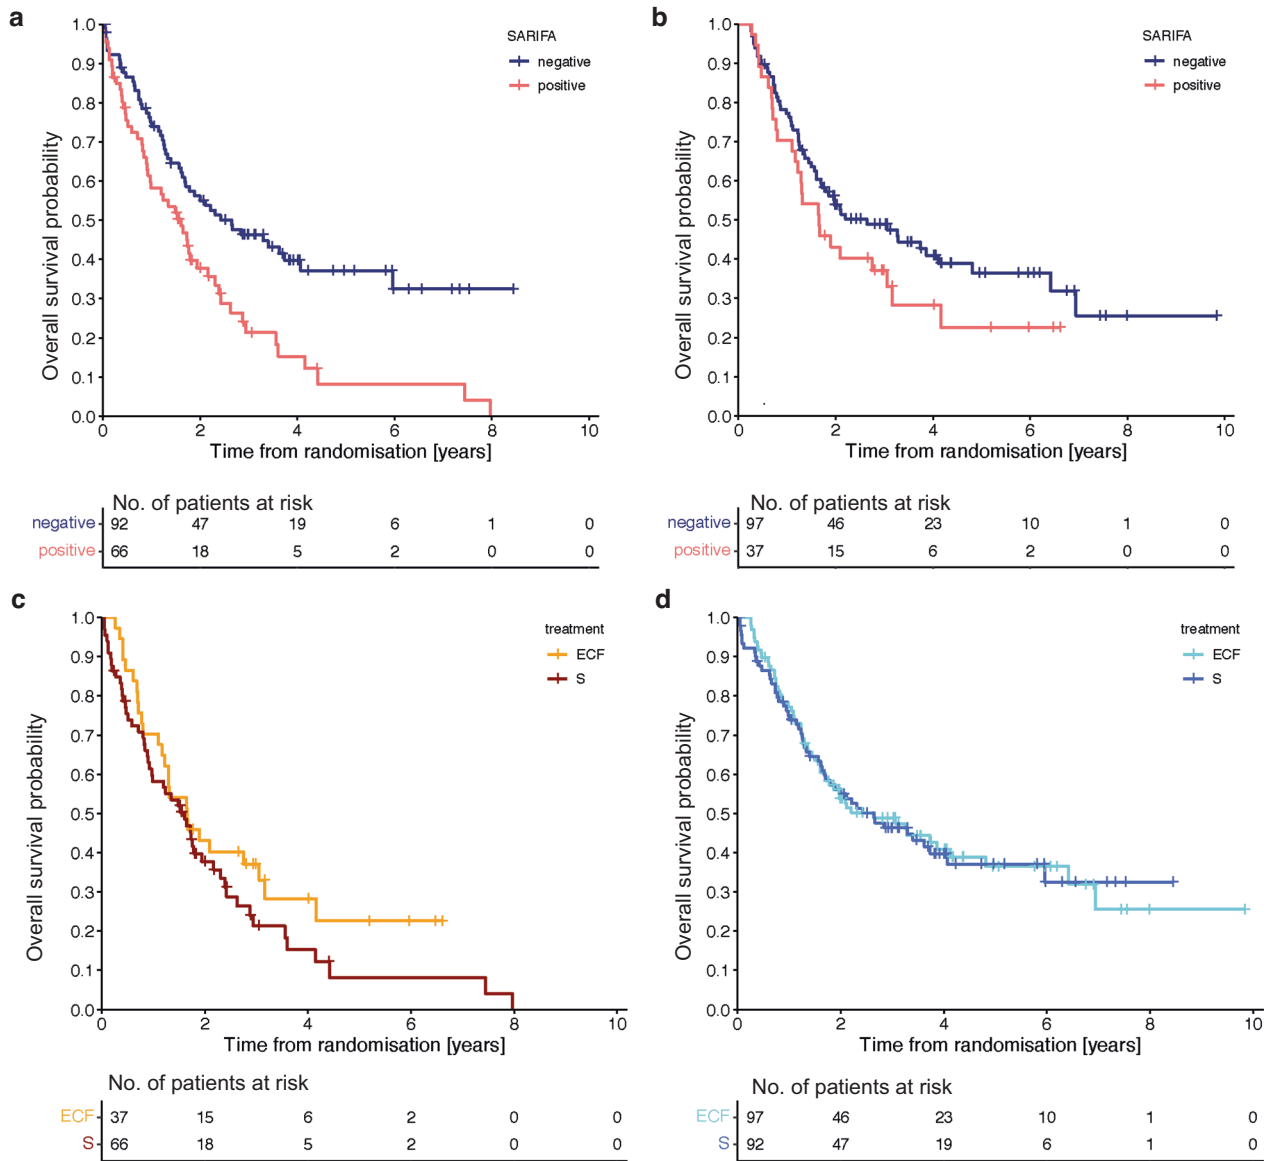 a
1.0
0.9
0.8
0.7
0.6
0.5
0.4
0.3
0.2
0.1
0.0
Overall survival probability
SARIFA
negative
positive
0 2 4 6 8 10
Time from randomisation [years]
No. of patients at risk
negative 92 47 19 6 1 0
positive 66 18 5 2 0 0
b
1.0
0.9
0.8
0.7
0.6
0.5
0.4
0.3
0.2
0.1
0.0
Overall survival probability
SARIFA
negative
positive
0 2 4 6 8 10
Time from randomisation [years]
No. of patients at risk
negative 97 46 23 10 1 0
positive 37 15 6 2 0 0
c
1.0
0.9
0.8
0.7
0.6
0.5
0.4
0.3
0.2
0.1
0.0
Overall survival probability
treatment
ECF
S
0 2 4 6 8 10
Time from randomisation [years]
No. of patients at risk
ECF 37 15 6 2 0 0
S 66 18 5 2 0 0
d
1.0
0.9
0.8
0.7
0.6
0.5
0.4
0.3
0.2
0.1
0.0
Overall survival probability
treatment
ECF
S
0 2 4 6 8 10
Time from randomisation [years]
No. of patients at risk
ECF 97 46 23 10 1 0
S 92 47 19 6 1 0